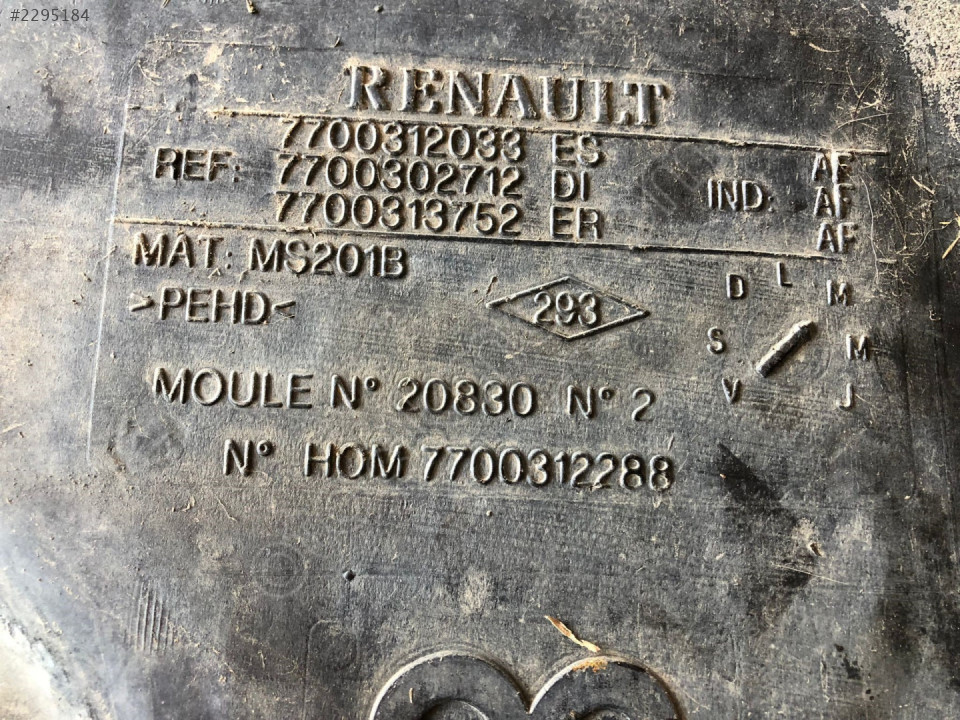 #2295184
RENAULT
7700312033 ES AF
REF: 7700302712 DI IND: AF
7700313752 ER AF
MAT: MS201B
>PEHD<
293
D L M
S M
V J
MOULE N° 20830 N° 2
N° HOM 7700312288